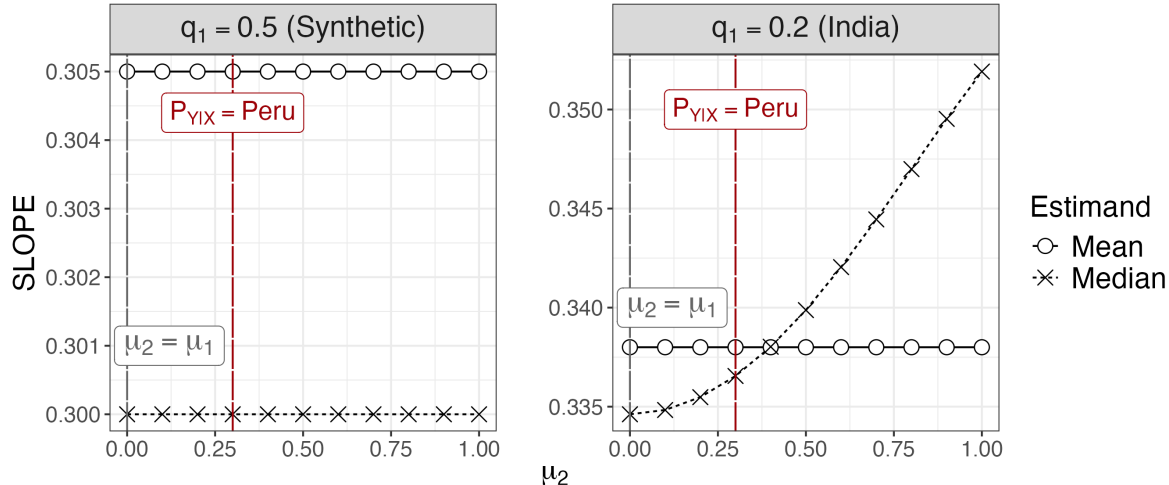 q₁ = 0.5 (Synthetic)
q₁ = 0.2 (India)
SLOPE
0.305
0.304
0.303
0.302
0.301
0.300
P_Y|X = Peru
μ₂ = μ₁
0.00
0.25
0.50
0.75
1.00
0.350
0.345
0.340
0.335
P_Y|X = Peru
μ₂ = μ₁
0.00
0.25
0.50
0.75
1.00
μ₂
Estimand
Mean
Median